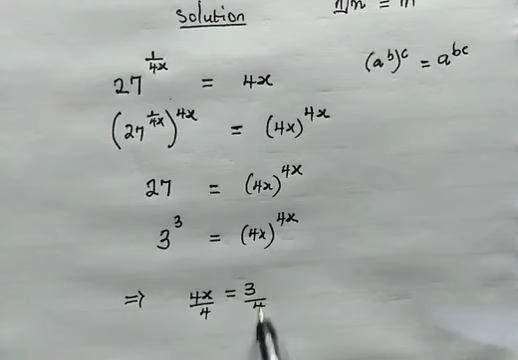 Solution
27^{1/4x} = 4x
(a^b)^c = a^{bc}
(27^{1/4x})^{4x} = (4x)^{4x}
27 = (4x)^{4x}
3^3 = (4x)^{4x}
⇒ 4x/4 = 3/4